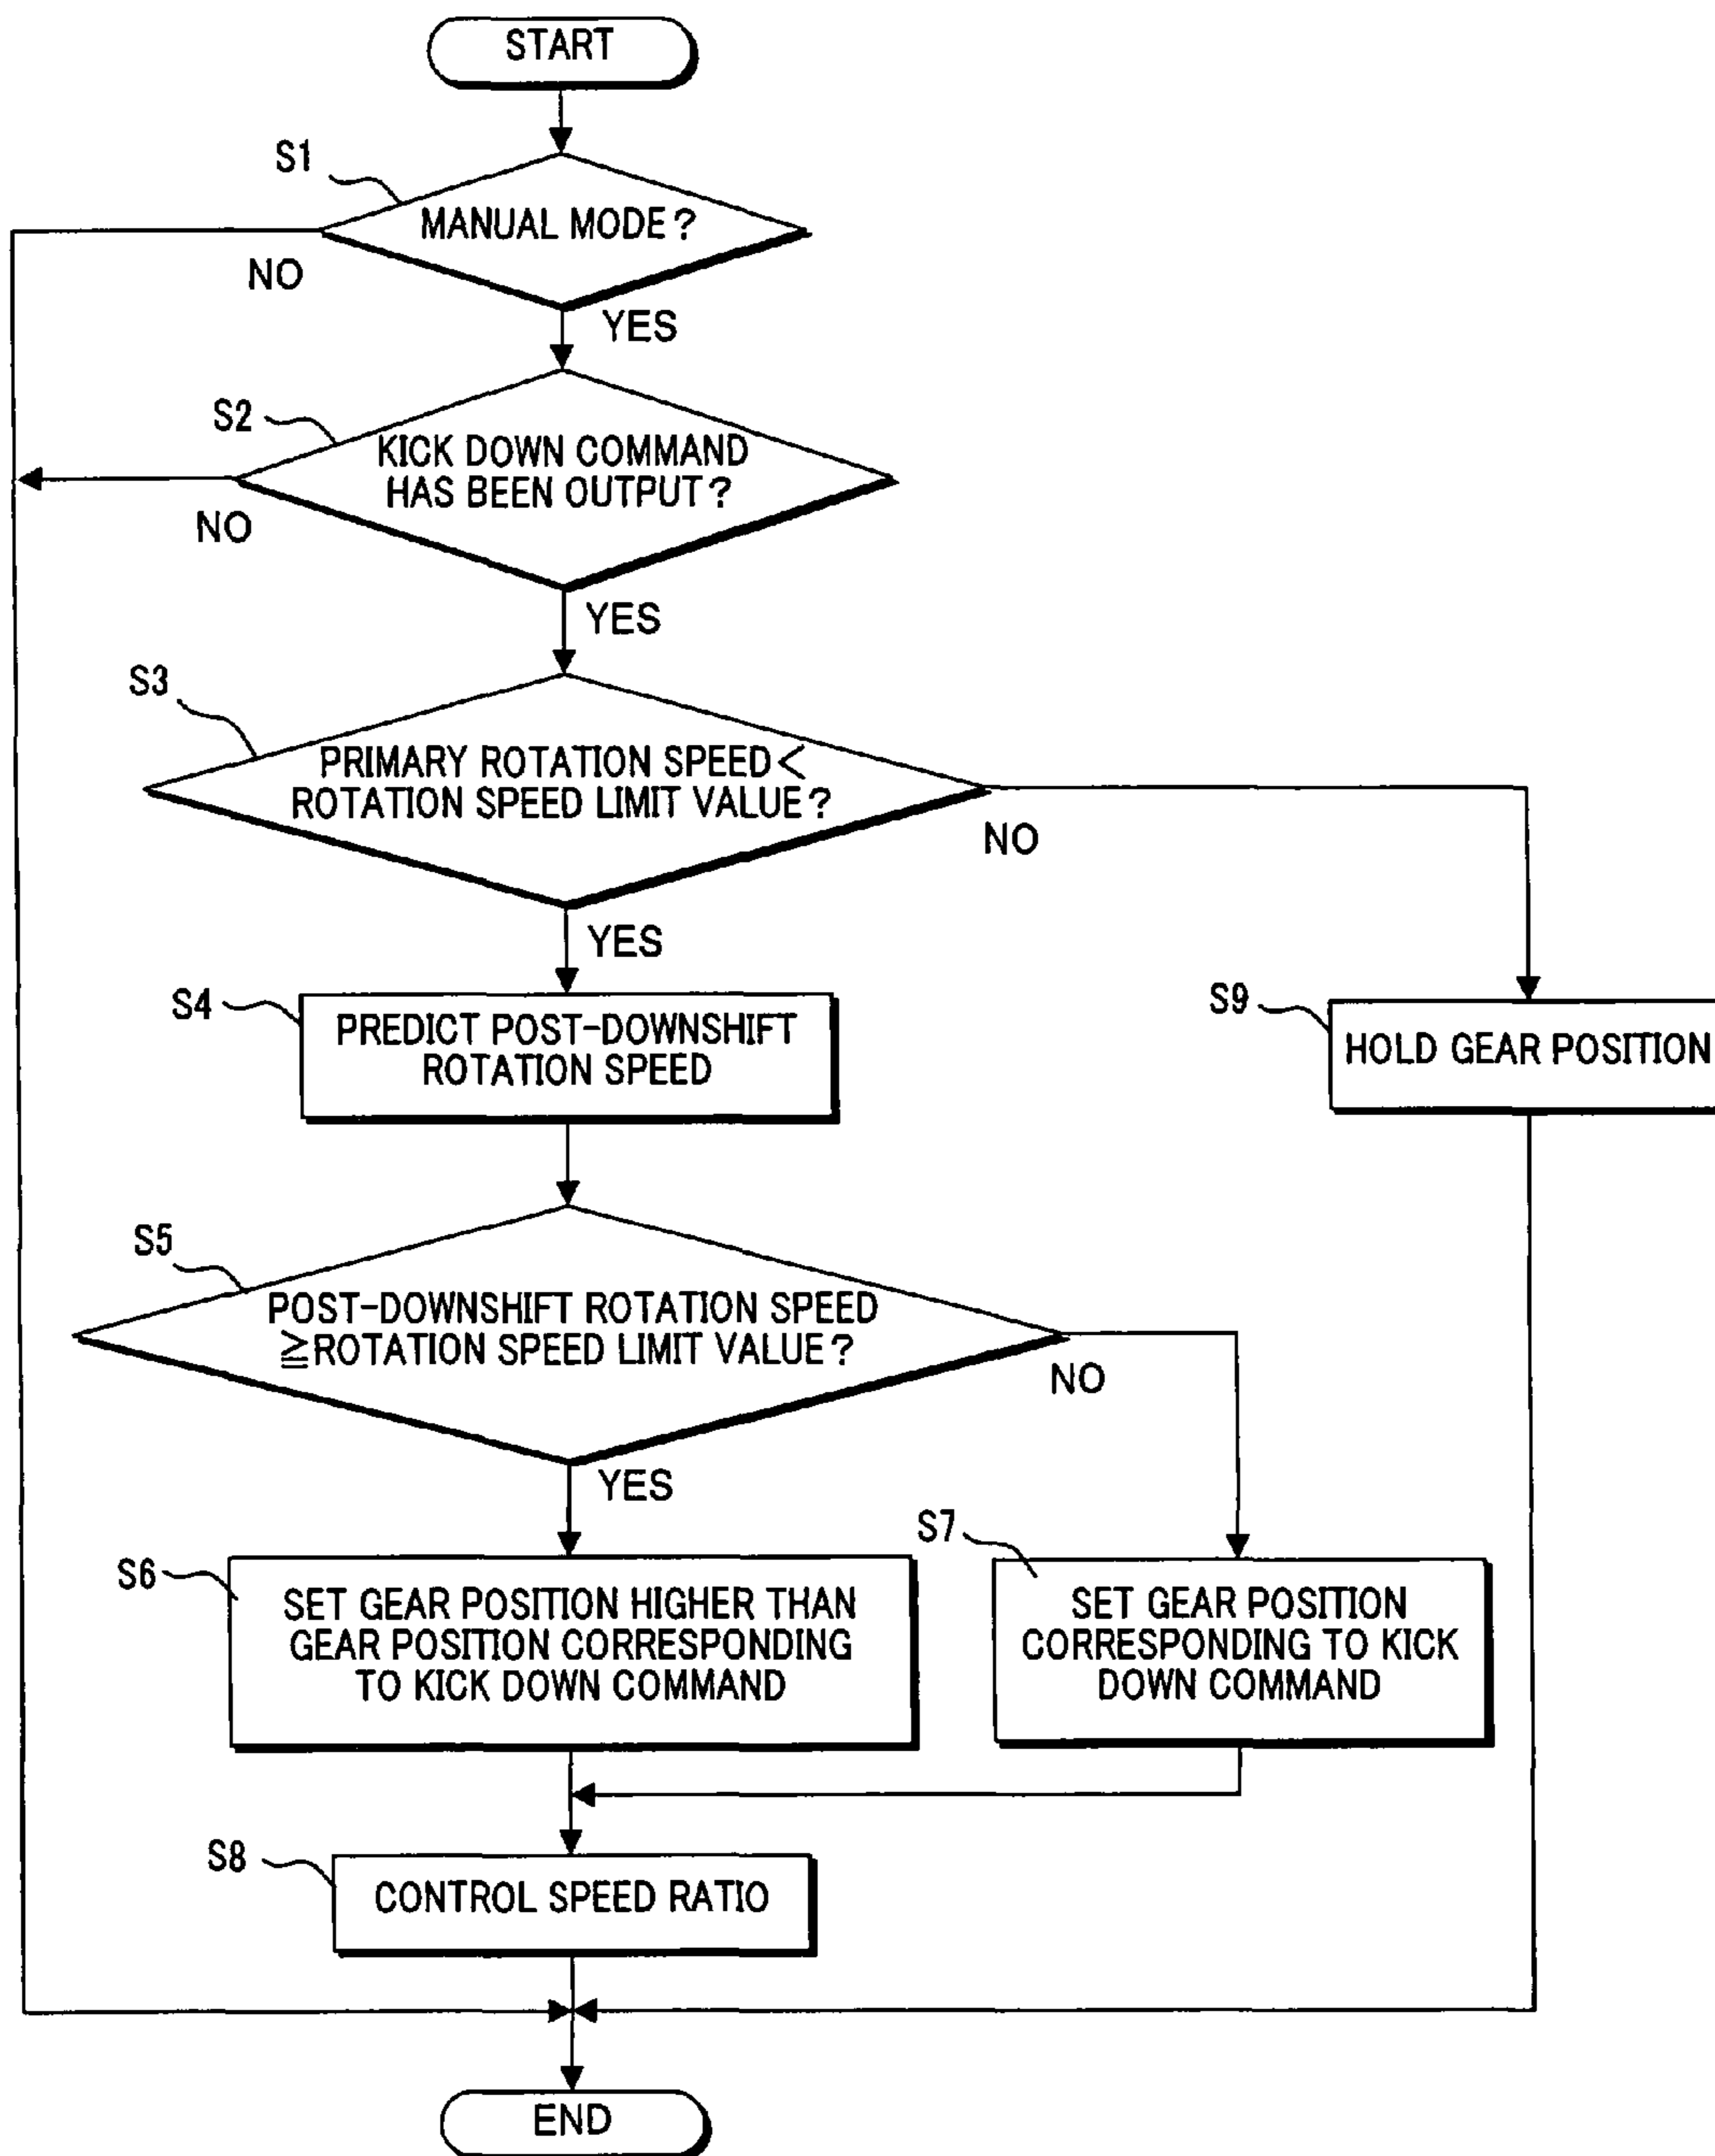 START
S1
MANUAL MODE?
NO
YES
S2
KICK DOWN COMMAND
HAS BEEN OUTPUT?
NO
YES
S3
PRIMARY ROTATION SPEED<
ROTATION SPEED LIMIT VALUE?
NO
YES
S4
PREDICT POST-DOWNSHIFT
ROTATION SPEED
S9
HOLD GEAR POSITION
S5
POST-DOWNSHIFT ROTATION SPEED
≧ROTATION SPEED LIMIT VALUE?
NO
YES
S6
SET GEAR POSITION HIGHER THAN
GEAR POSITION CORRESPONDING
TO KICK DOWN COMMAND
S7
SET GEAR POSITION
CORRESPONDING TO KICK
DOWN COMMAND
S8
CONTROL SPEED RATIO
END